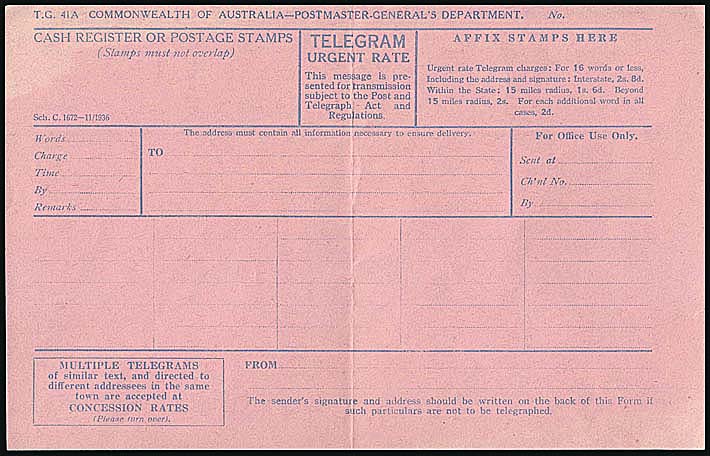 T.G. 41A COMMONWEALTH OF AUSTRALIA—POSTMASTER-GENERAL'S DEPARTMENT. No.
CASH REGISTER OR POSTAGE STAMPS
(Stamps must not overlap)
Sch. C. 1672—11/1936
TELEGRAM
URGENT RATE
This message is pre-
sented for transmission
subject to the Post and
Telegraph Act and
Regulations.
AFFIX STAMPS HERE
Urgent rate Telegram charges: For 16 words or less,
Including the address and signature: Interstate, 2s. 8d.
Within the State; 15 miles radius, 1s. 6d. Beyond
15 miles radius, 2s. For each additional word in all
cases, 2d.
Words
Charge
Time
By
Remarks
The address must contain all information necessary to ensure delivery.
TO
For Office Use Only.
Sent at
Ch'nl No.
By
MULTIPLE TELEGRAMS
of similar text, and directed to
different addressees in the same
town are accepted at
CONCESSION RATES
(Please turn over).
FROM
The sender's signature and address should be written on the back of this Form if
such particulars are not to be telegraphed.